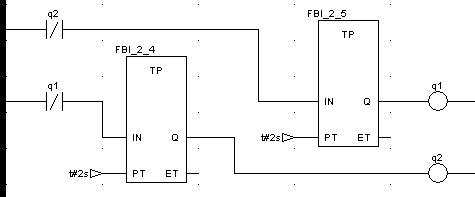 q2
FBI_2_5
TP
FBI_2_4
TP
q1
IN Q
q1
IN Q
t#2s PT ET
q2
t#2s PT ET